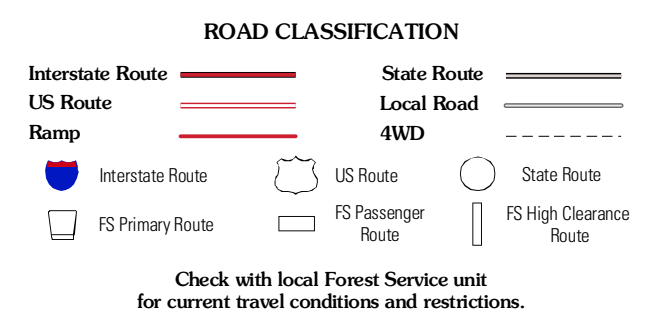 ROAD CLASSIFICATION
Interstate Route
State Route
US Route
Local Road
Ramp
4WD
Interstate Route
US Route
State Route
FS Primary Route
FS Passenger
Route
FS High Clearance
Route
Check with local Forest Service unit
for current travel conditions and restrictions.